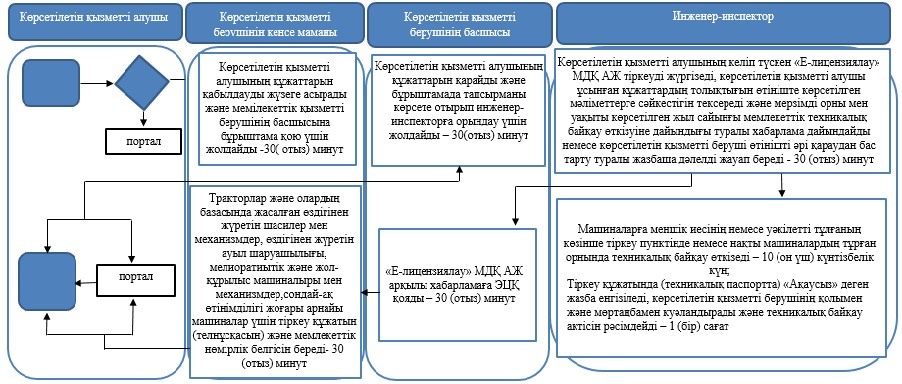 Көрсетілетін қызметті алушы
Көрсетілетін қызметті
берушінің кеңсе маманы
Көрсетілетін қызметті
берушінің басшысы
Инженер-инспектор
портал
Көрсетілетін қызметті
алушының құжаттарын
қабылдауды жүзеге асырады
және мемілекеттік қызметті
берушінің басшысына
бұрыштама қою үшін
жолдайды -30( отыз) минут
Көрсетілетін қызметті алушының
құжаттарын қарайды және
бұрыштамада тапсырманы
көрсете отырып инженер-
инспекторға орындау үшін
жолдайды – 30(отыз) минут
Көрсетілетін қызметті алушының келіп түскен «Е-лицензиялау»
МДҚ АЖ тіркеуді жүргізеді, көрсетілетін қызметті алушы
ұсынған құжаттардың толықтығын өтініште көрсетілген
мәліметтерге сәйкестігін тексереді және мерзімді орны мен
уақыты көрсетілген жыл сайынғы мемлекеттік техникалық
байқау өткізуіне дайындығы туралы хабарлама дайындайды
немесе көрсетілетін қызметті беруші өтінішті әрі қараудан бас
тарту туралы жазбаша дәлелді жауап береді - 30 (отыз) минут
портал
Тракторлар және олардың
базасында жасалған өздігінен
жүретін шасилер мен
механизмдер, өздігінен жүретін
ауыл шаруашылығы,
мелиоративтік және жол-
құрылыс машиналыры мен
механизмдер,сондай-ақ
өтінімділігі жоғары арнайы
машиналар үшін тіркеу құжатын
(телнұсқасын) және мемлекеттік
нөмірлік белгісін береді- 30
(отыз) минут
«Е-лицензиялау» МДҚ АЖ
арқылы хабарламаға ЭЦҚ
қояды – 30 (отыз) минут
Машиналарға меншік иесінің немесе уәкілетті тұлғаның
көзінше тіркеу пунктінде немесе нақты машиналардың тұрған
орнында техникалық байқау өткізеді – 10 (он үш) күнтізбелік
күн;
Тіркеу құжатында (техникалық паспортта) «Ақаусыз» деген
жазба енгізіледі, көрсетілетін қызметті берушінің қолымен
және мөртаңбамен куәландырады және техникалық байқау
актісін рәсімдейді – 1 (бір) сағат